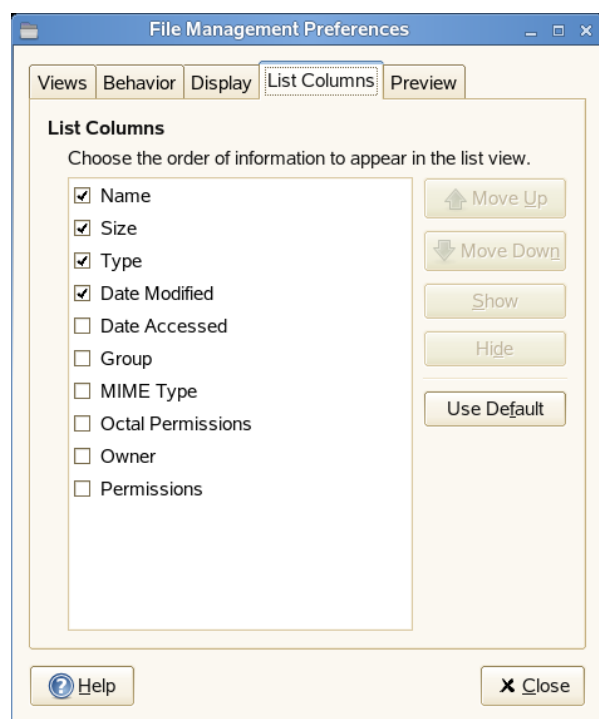 File Management Preferences
Views Behavior Display List Columns Preview
List Columns
Choose the order of information to appear in the list view.
Name
Size
Type
Date Modified
Date Accessed
Group
MIME Type
Octal Permissions
Owner
Permissions
Move Up
Move Down
Show
Hide
Use Default
Help
Close